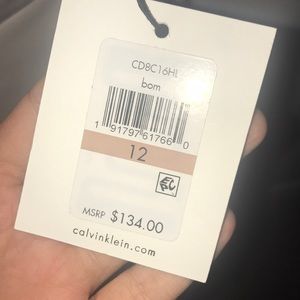 CD8C16HL
bom
1 91797 61766 0
12
MSRP $134.00
calvinklein.com